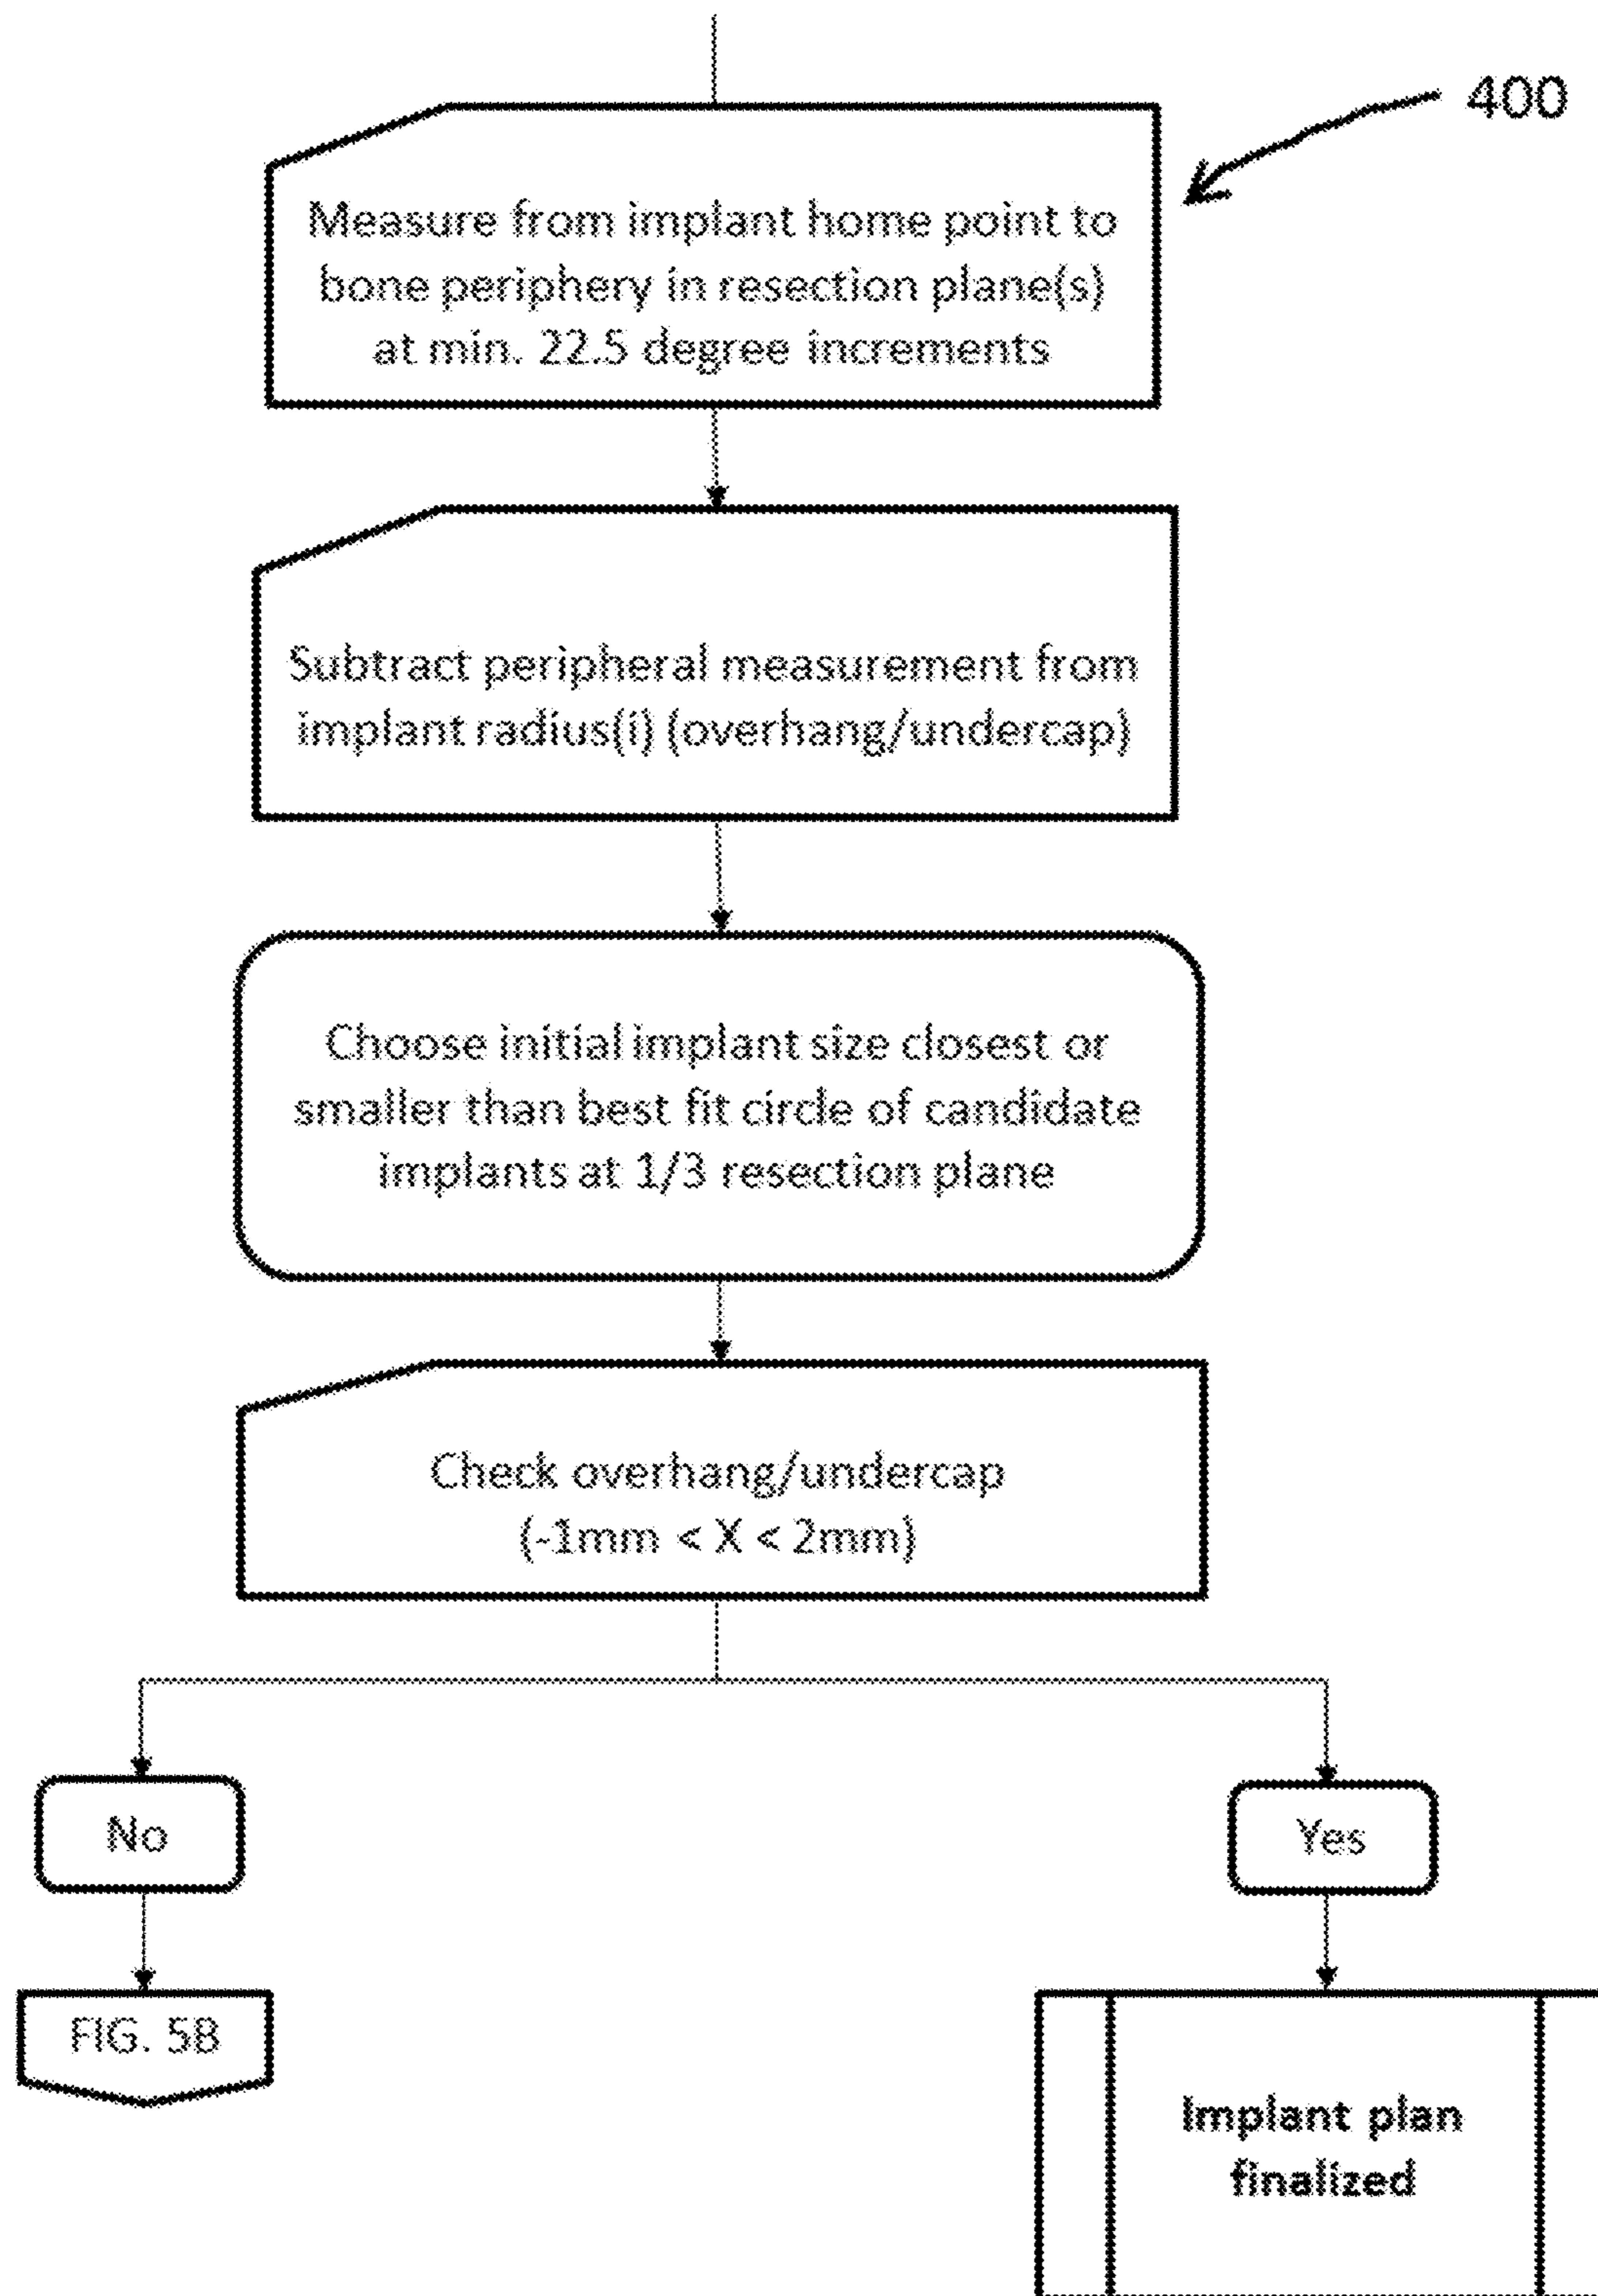 400
Measure from implant home point to
bone periphery in resection plane(s)
at min. 22.5 degree increments
Subtract peripheral measurement from
implant radius(i) (overhang/undercap)
Choose initial implant size closest or
smaller than best fit circle of candidate
implants at 1/3 resection plane
Check overhang/undercap
(-1mm < X < 2mm)
No
Yes
FIG. 5B
Implant plan
finalized